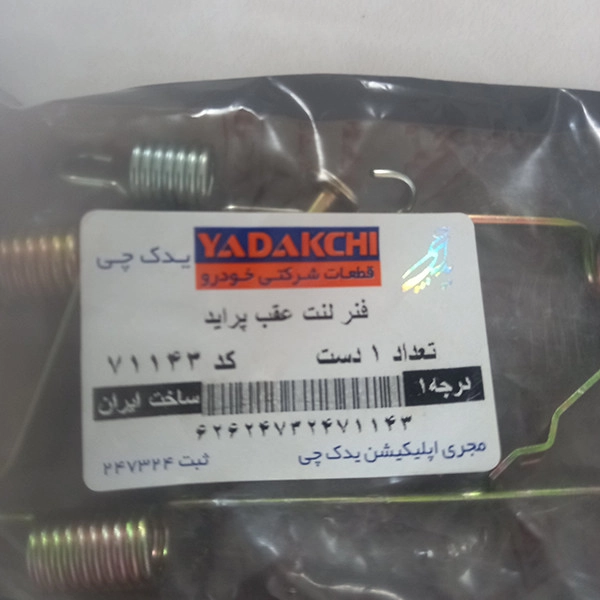 یدک چی YADAKCHI
قطعات شرکتی خودرو
فنر لنت عقب پراید
تعداد ۱ دست کد ۷۱۱۴۳
درجه۱ ساخت ایران
۶۲۶۲۴۷۳۲۴۷۱۱۴۳
مجری اپلیکیشن یدک چی ثبت ۲۴۷۳۲۴